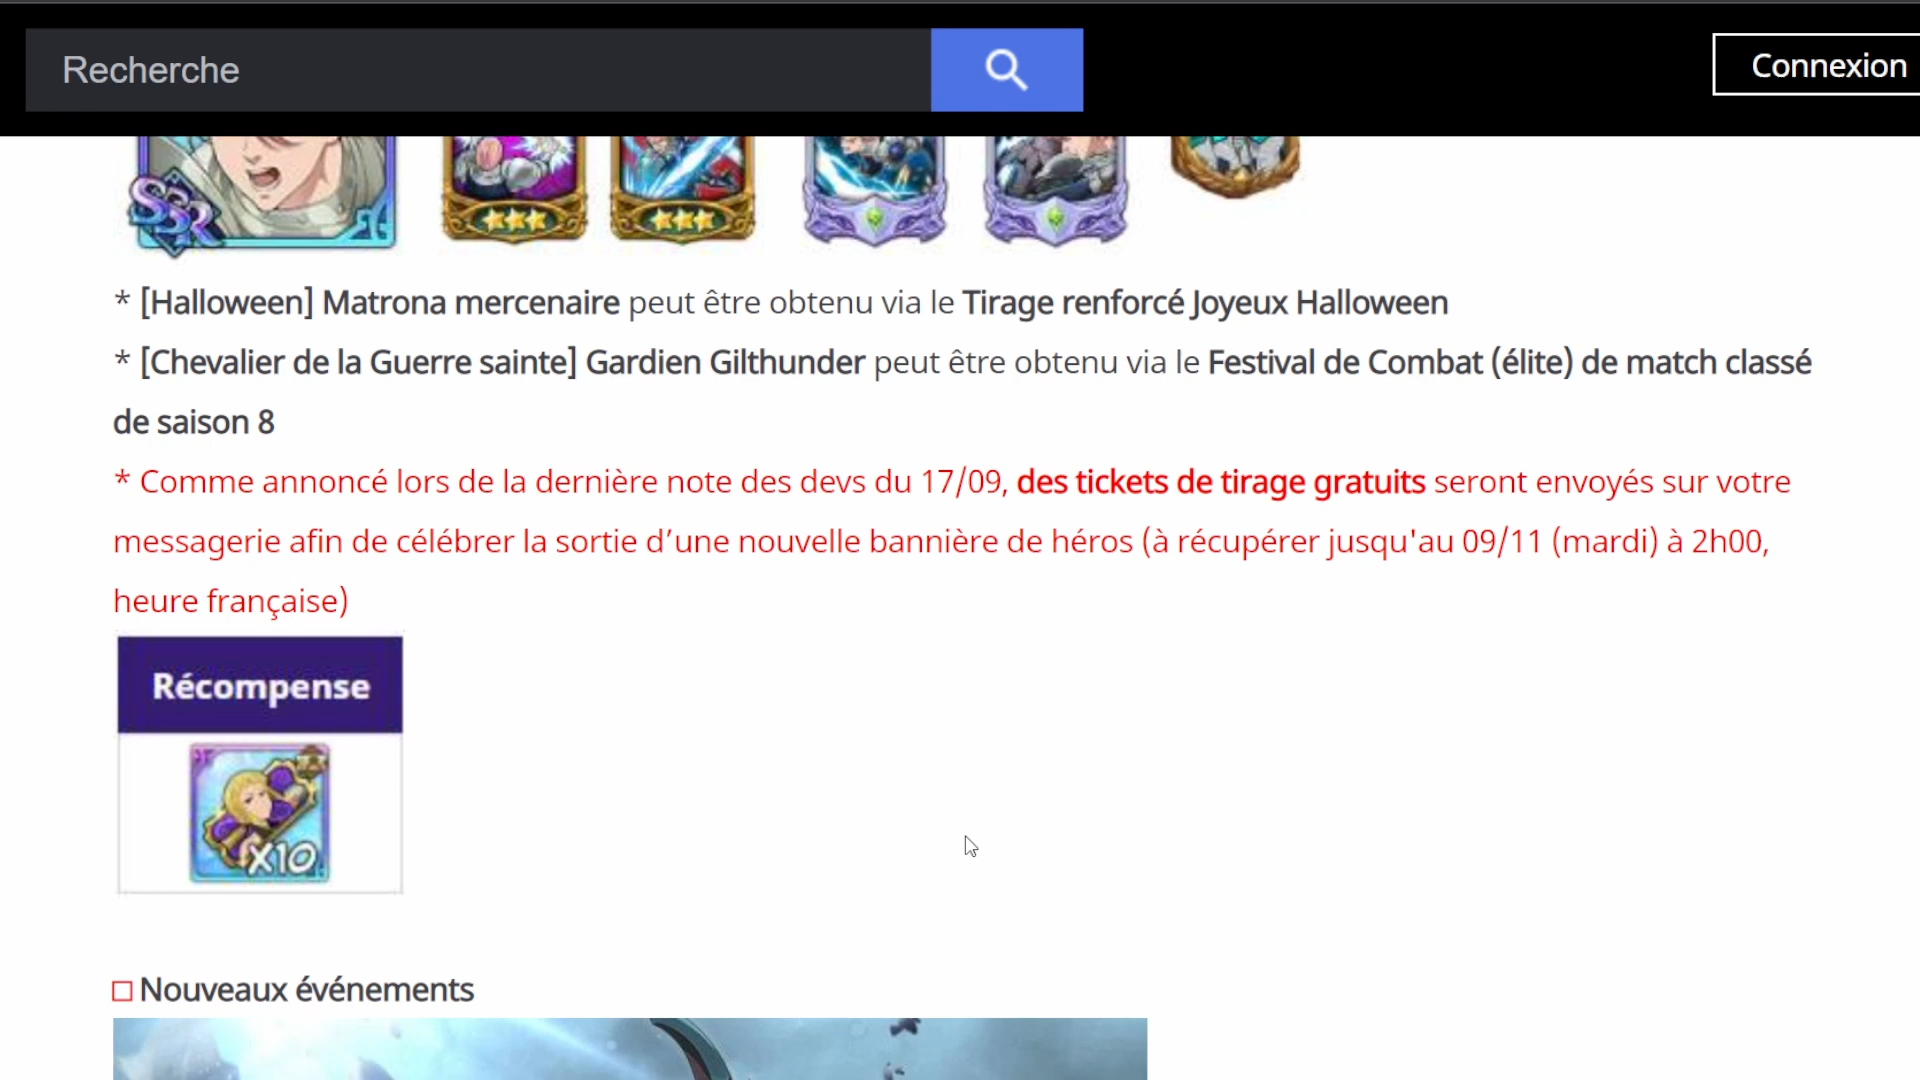 Recherche
Connexion
SSR
* [Halloween] Matrona mercenaire peut être obtenu via le Tirage renforcé Joyeux Halloween
* [Chevalier de la Guerre sainte] Gardien Gilthunder peut être obtenu via le Festival de Combat (élite) de match classé
de saison 8
* Comme annoncé lors de la dernière note des devs du 17/09, des tickets de tirage gratuits seront envoyés sur votre
messagerie afin de célébrer la sortie d’une nouvelle bannière de héros (à récupérer jusqu'au 09/11 (mardi) à 2h00,
heure française)
Récompense
X10
□ Nouveaux événements